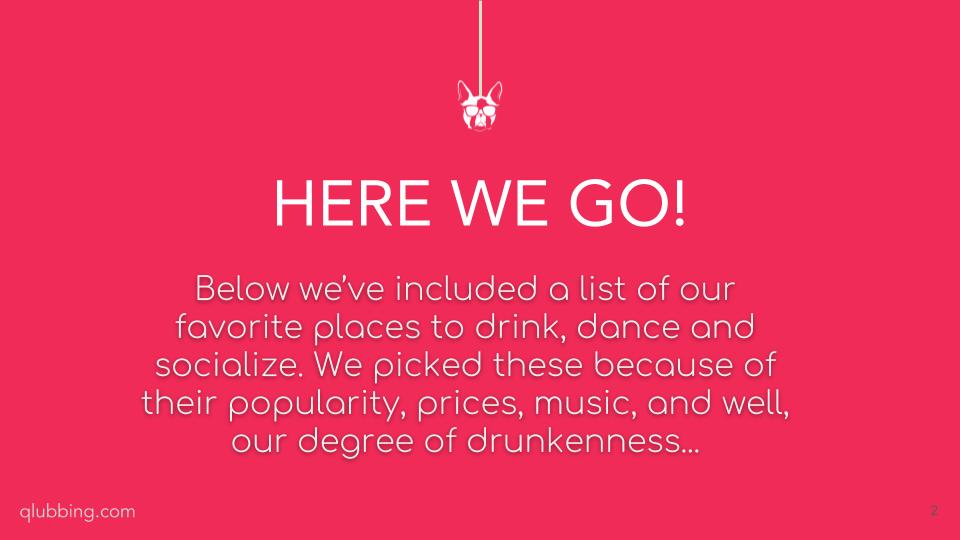 HERE WE GO!
Below we’ve included a list of our
favorite places to drink, dance and
socialize. We picked these because of
their popularity, prices, music, and well,
our degree of drunkenness...
qlubbing.com
2